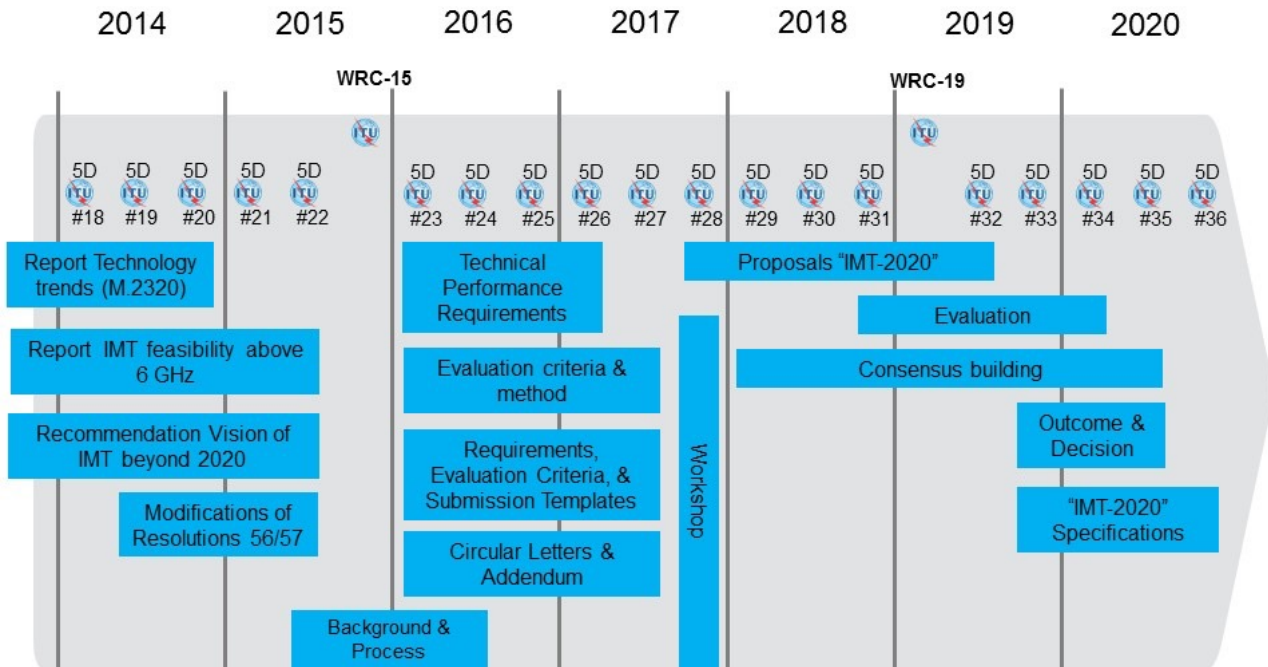 2014 2015 2016 2017 2018 2019 2020
WRC-15 WRC-19
ITU ITU
5D 5D 5D 5D 5D 5D 5D 5D 5D 5D 5D 5D 5D 5D 5D 5D 5D 5D 5D
ITU ITU ITU ITU ITU ITU ITU ITU ITU ITU ITU ITU ITU ITU ITU ITU ITU ITU ITU
#18 #19 #20 #21 #22 #23 #24 #25 #26 #27 #28 #29 #30 #31 #32 #33 #34 #35 #36
Report Technology
trends (M.2320)
Report IMT feasibility above
6 GHz
Recommendation Vision of
IMT beyond 2020
Modifications of
Resolutions 56/57
Background &
Process
Technical
Performance
Requirements
Evaluation criteria &
method
Requirements,
Evaluation Criteria, &
Submission Templates
Circular Letters &
Addendum
Workshop
Proposals “IMT-2020”
Evaluation
Consensus building
Outcome &
Decision
“IMT-2020”
Specifications